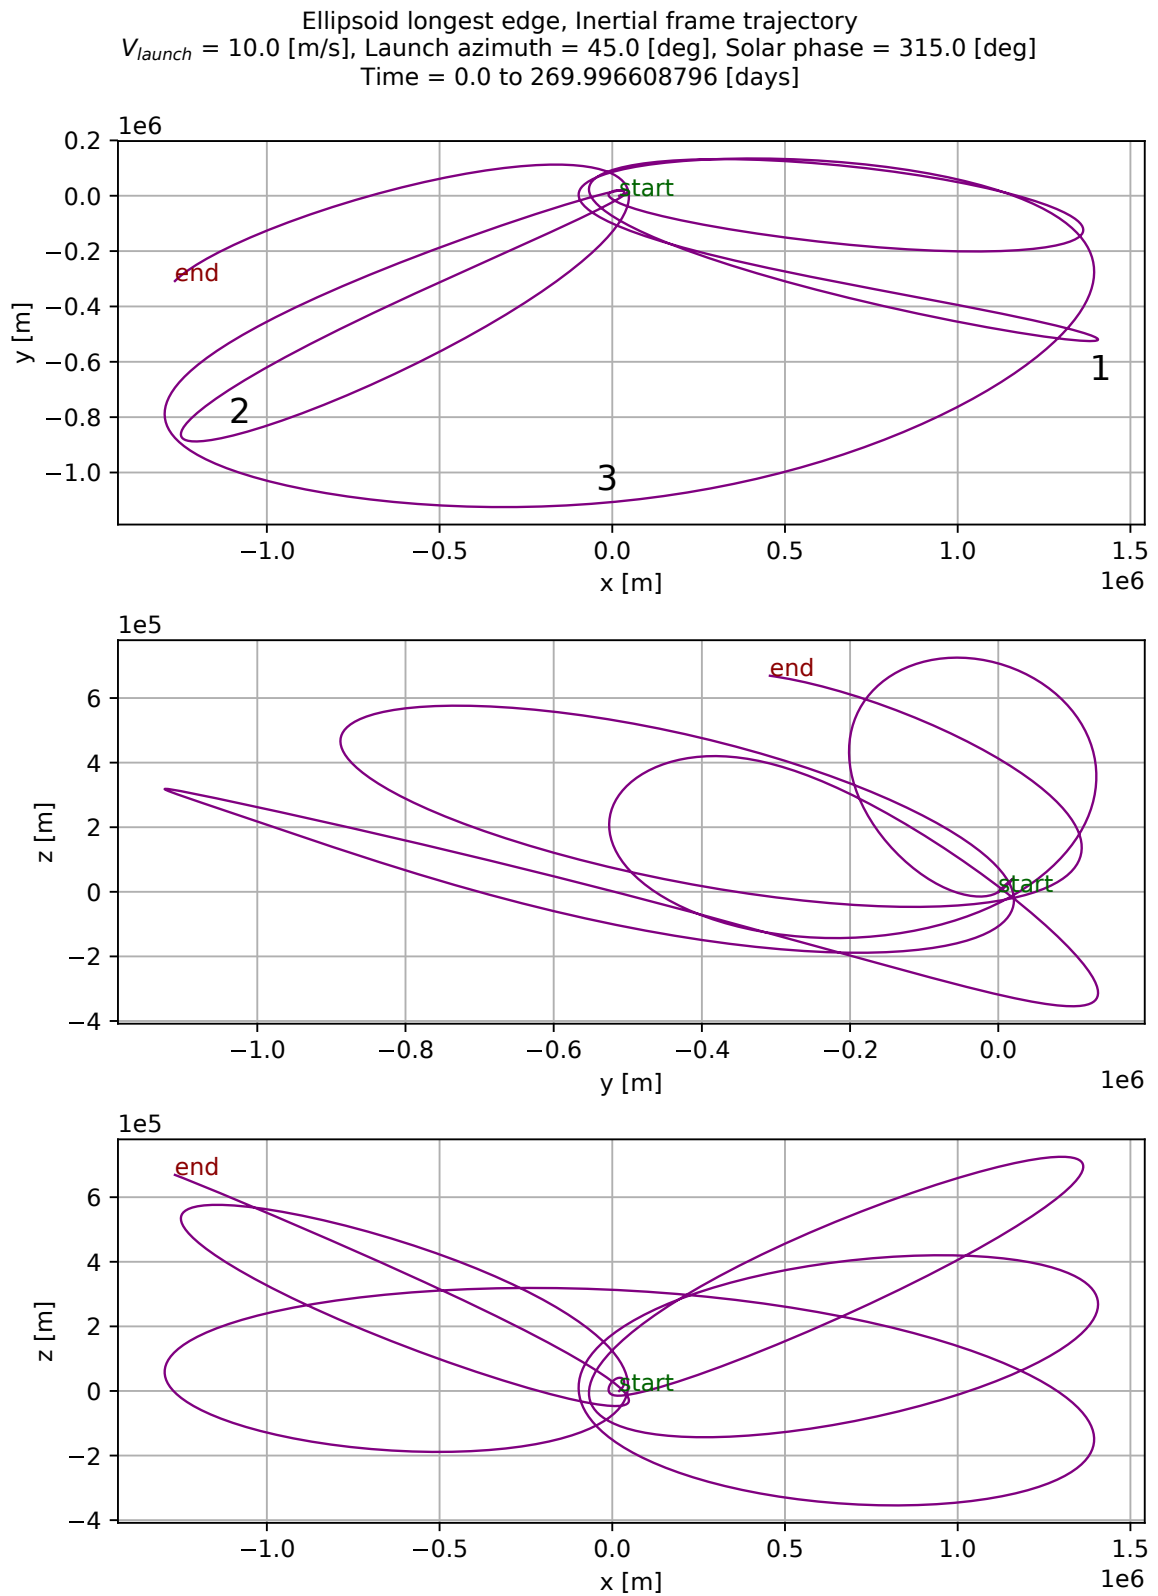 Ellipsoid longest edge, Inertial frame trajectory
V_launch = 10.0 [m/s], Launch azimuth = 45.0 [deg], Solar phase = 315.0 [deg]
Time = 0.0 to 269.996608796 [days]
1e6
0.2
0.0
−0.2
−0.4
−0.6
−0.8
−1.0
y [m]
start
end
1
2
3
−1.0 −0.5 0.0 0.5 1.0 1.5
x [m]
1e6
1e5
6
4
2
0
−2
−4
z [m]
end
start
−1.0 −0.8 −0.6 −0.4 −0.2 0.0
y [m]
1e6
1e5
6
4
2
0
−2
−4
z [m]
end
start
−1.0 −0.5 0.0 0.5 1.0 1.5
x [m]
1e6